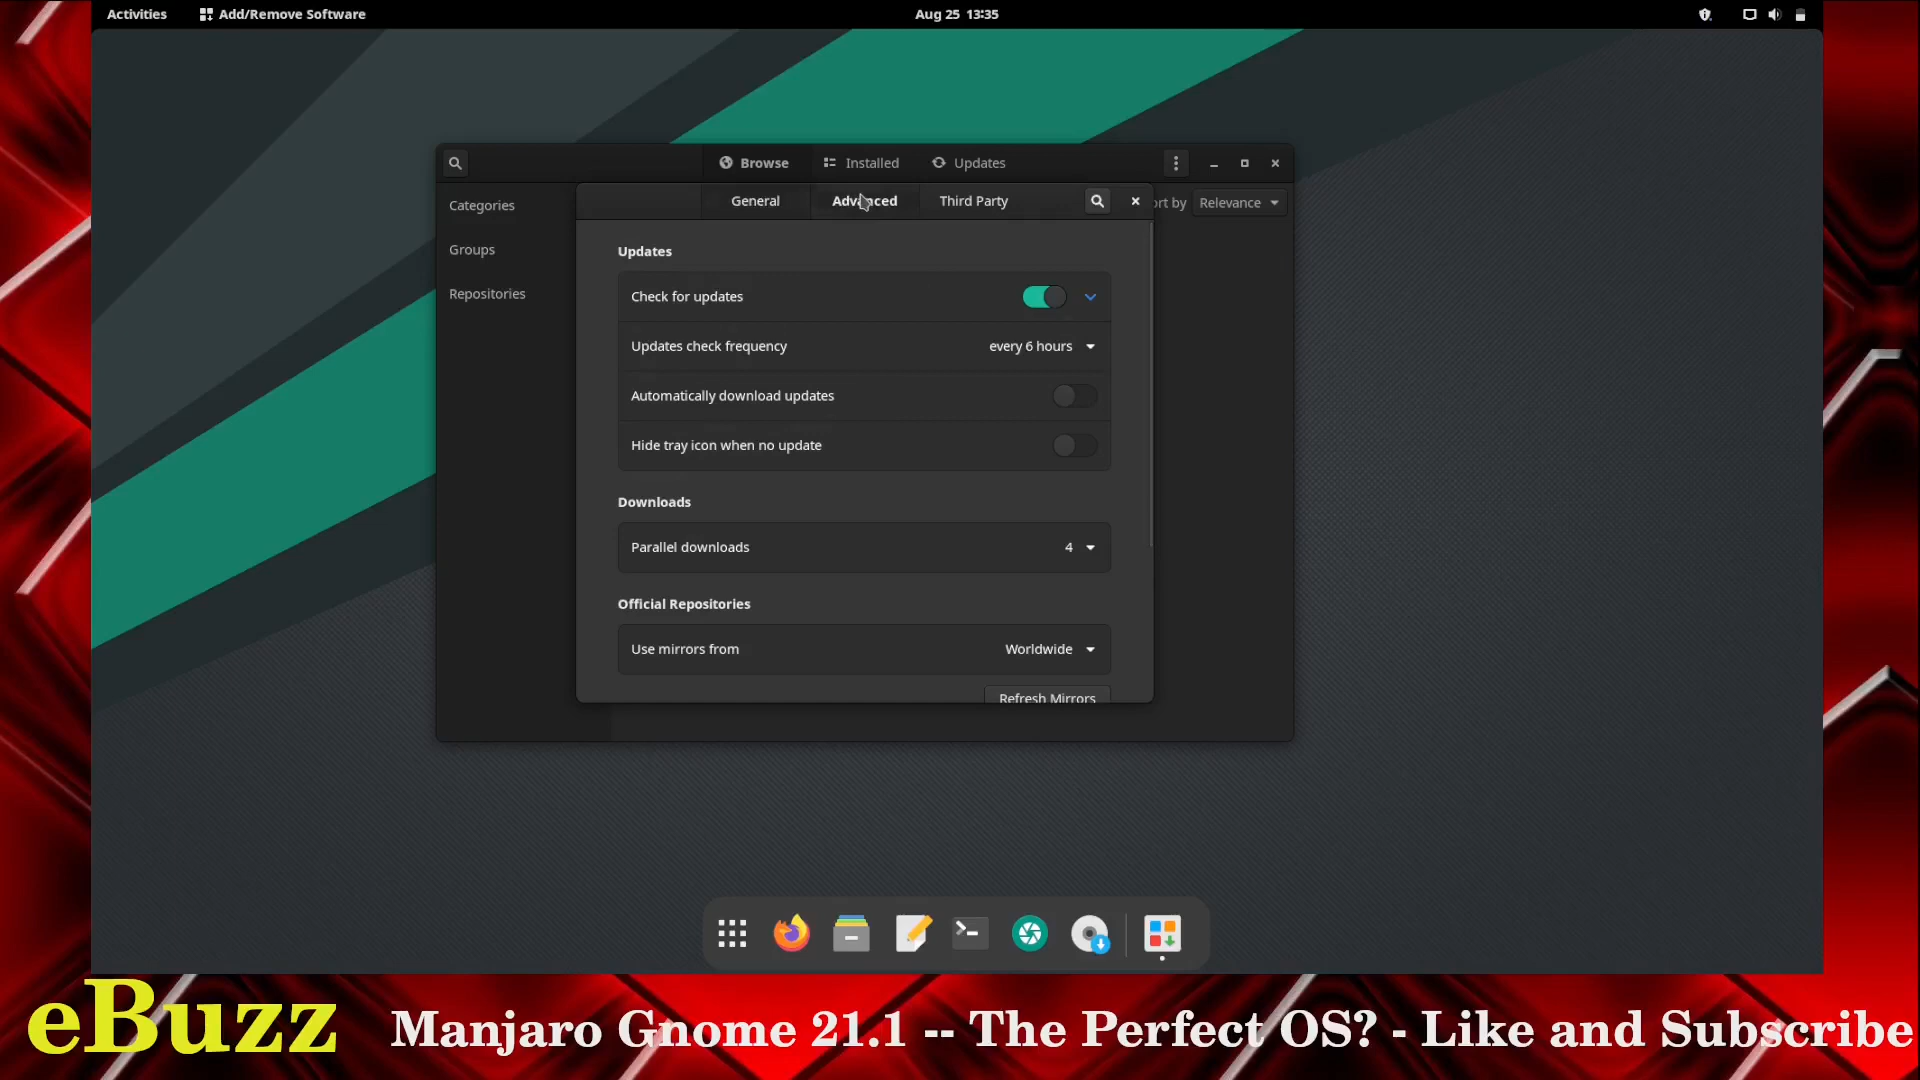 Activities Add/Remove Software Aug 25 13:35
Browse Installed Updates
Categories
Groups
Repositories
General Advanced Third Party
ort by Relevance
Updates
Check for updates
Updates check frequency every 6 hours
Automatically download updates
Hide tray icon when no update
Downloads
Parallel downloads 4
Official Repositories
Use mirrors from Worldwide
Refresh Mirrors
eBuzz Manjaro Gnome 21.1 -- The Perfect OS? - Like and Subscribe